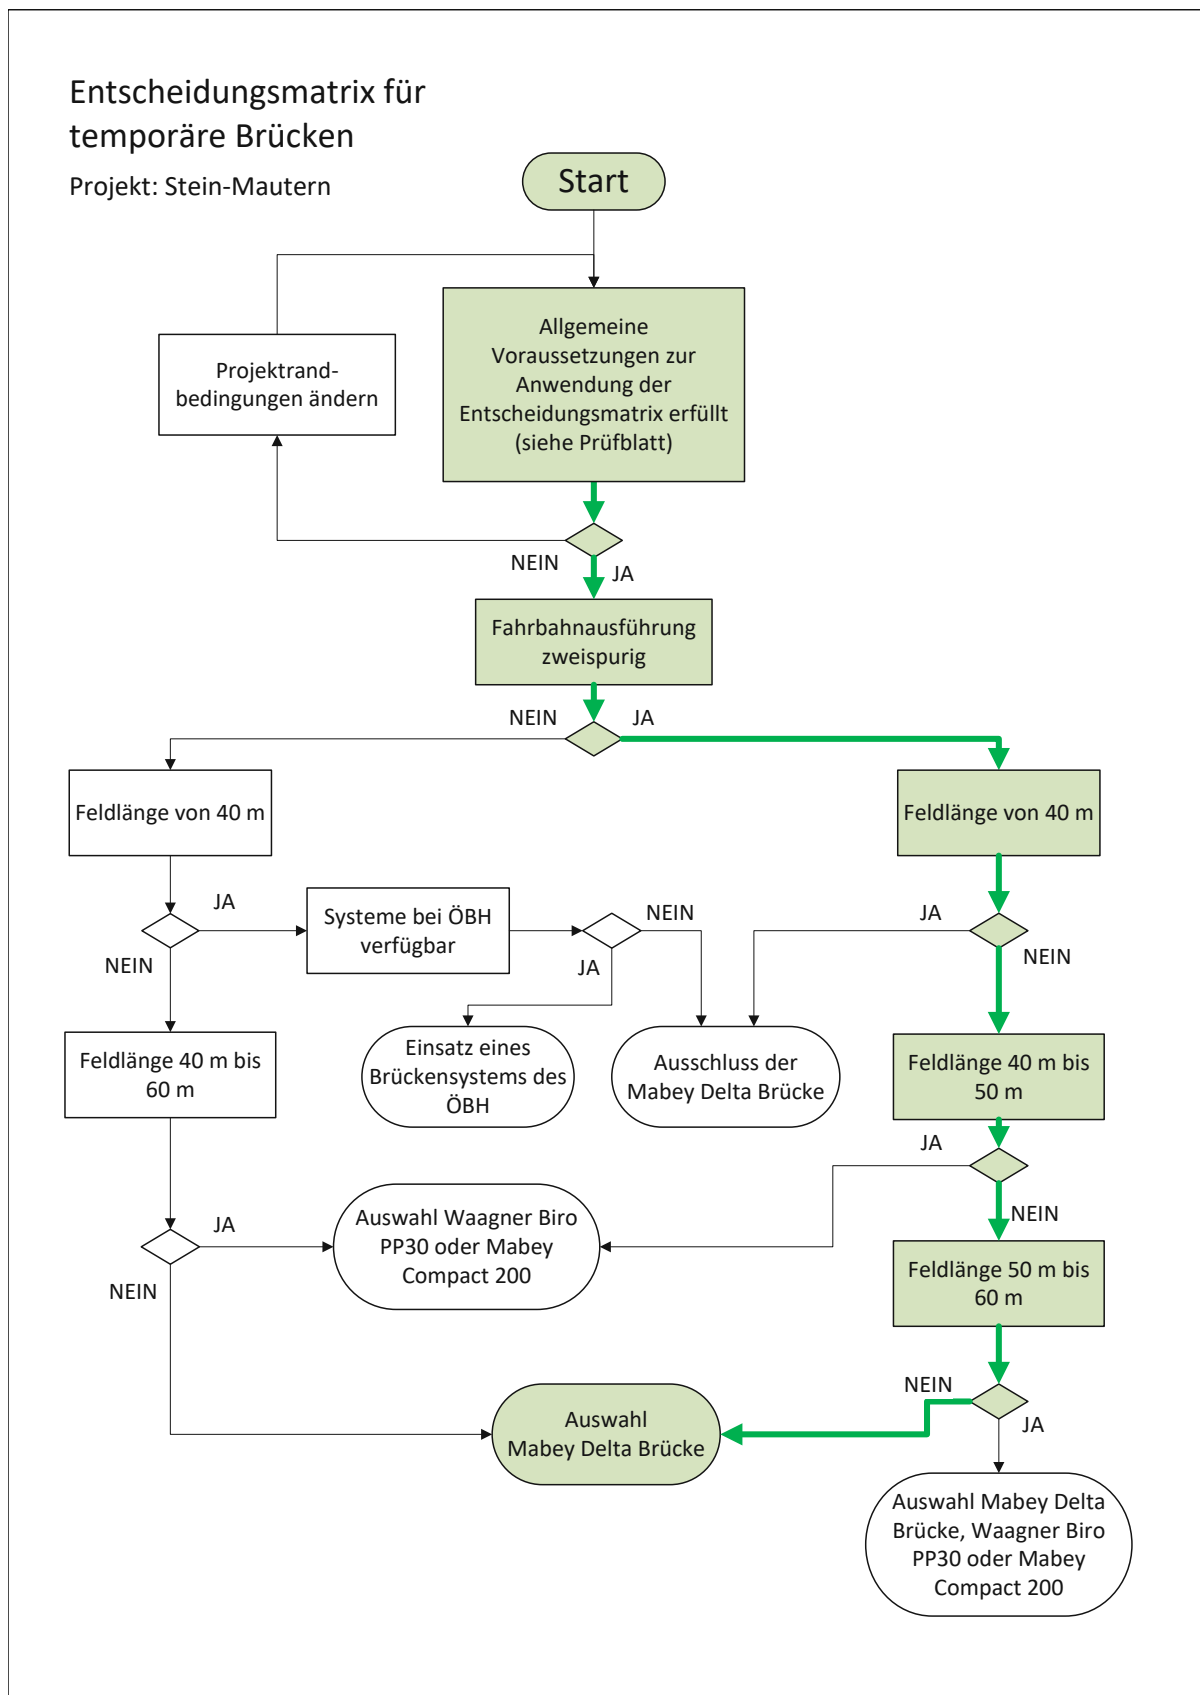 Entscheidungsmatrix für
temporäre Brücken
Projekt: Stein-Mautern
Start
Allgemeine
Voraussetzungen zur
Anwendung der
Entscheidungsmatrix erfüllt
(siehe Prüfblatt)
Projektrand-
bedingungen ändern
NEIN
JA
Fahrbahnausführung
zweispurig
NEIN
JA
Feldlänge von 40 m
Feldlänge von 40 m
JA
NEIN
Systeme bei ÖBH
verfügbar
NEIN
JA
JA
NEIN
Feldlänge 40 m bis
60 m
Einsatz eines
Brückensystems des
ÖBH
Ausschluss der
Mabey Delta Brücke
Feldlänge 40 m bis
50 m
JA
NEIN
JA
NEIN
Auswahl Waagner Biro
PP30 oder Mabey
Compact 200
Feldlänge 50 m bis
60 m
NEIN
JA
Auswahl
Mabey Delta Brücke
Auswahl Mabey Delta
Brücke, Waagner Biro
PP30 oder Mabey
Compact 200